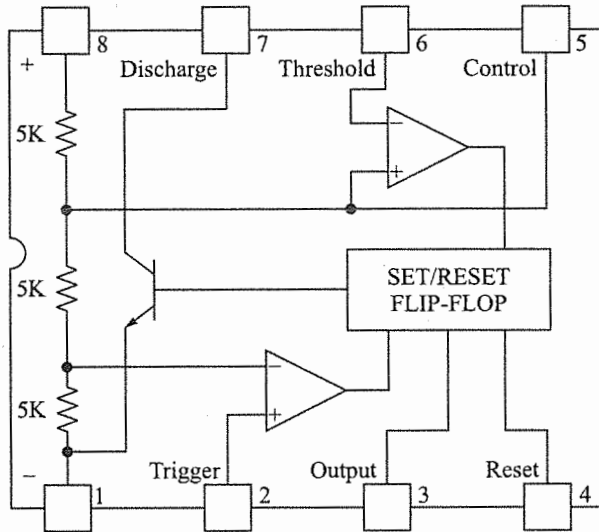 8
7
6
5
+
Discharge
Threshold
Control
5K
−
+
5K
SET/RESET
FLIP-FLOP
−
+
5K
−
Trigger
Output
Reset
1
2
3
4